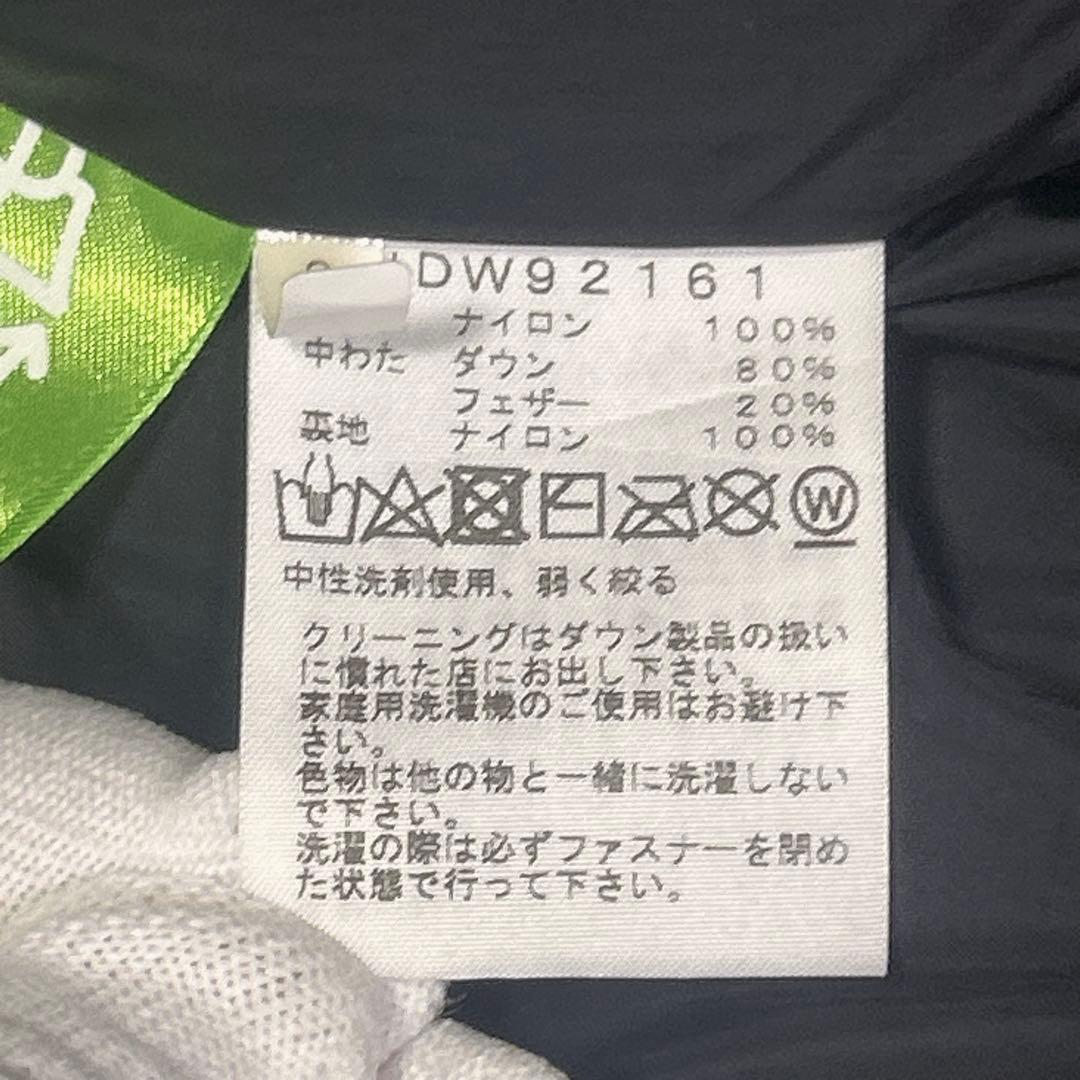 DW92161
ナイロン 100%
中わた ダウン 80%
フェザー 20%
裏地 ナイロン 100%
W
中性洗剤使用、弱く絞る
クリーニングはダウン製品の扱い
に慣れた店にお出し下さい。
家庭用洗濯機のご使用はお避け下
さい。
色物は他の物と一緒に洗濯しない
で下さい。
洗濯の際は必ずファスナーを閉め
た状態で行って下さい。